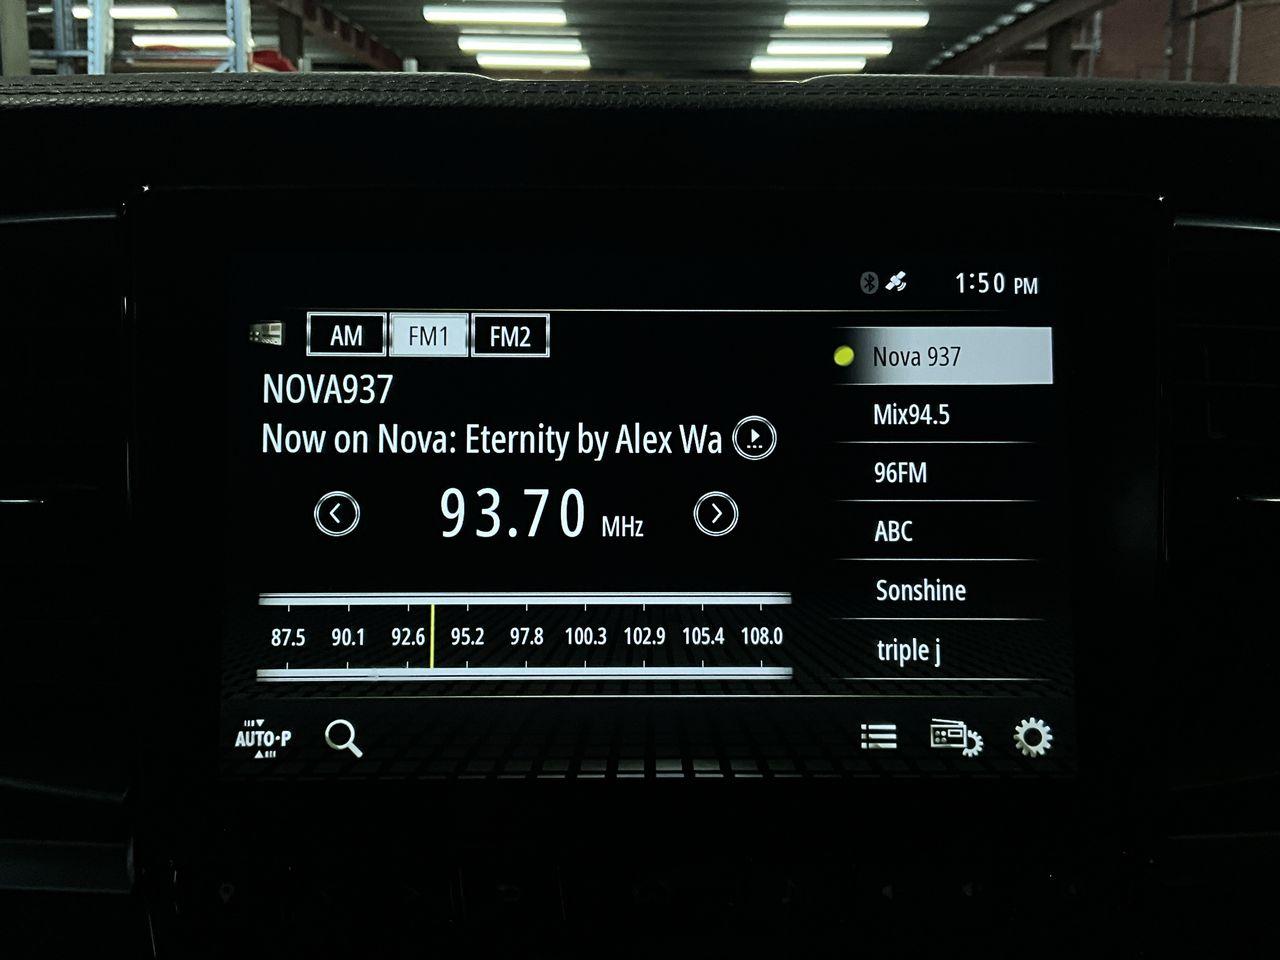 1:50 PM
AM FM1 FM2
NOVA937
Now on Nova: Eternity by Alex Wa
93.70 MHz
87.5 90.1 92.6 95.2 97.8 100.3 102.9 105.4 108.0
AUTO·P
Nova 937
Mix94.5
96FM
ABC
Sonshine
triple j